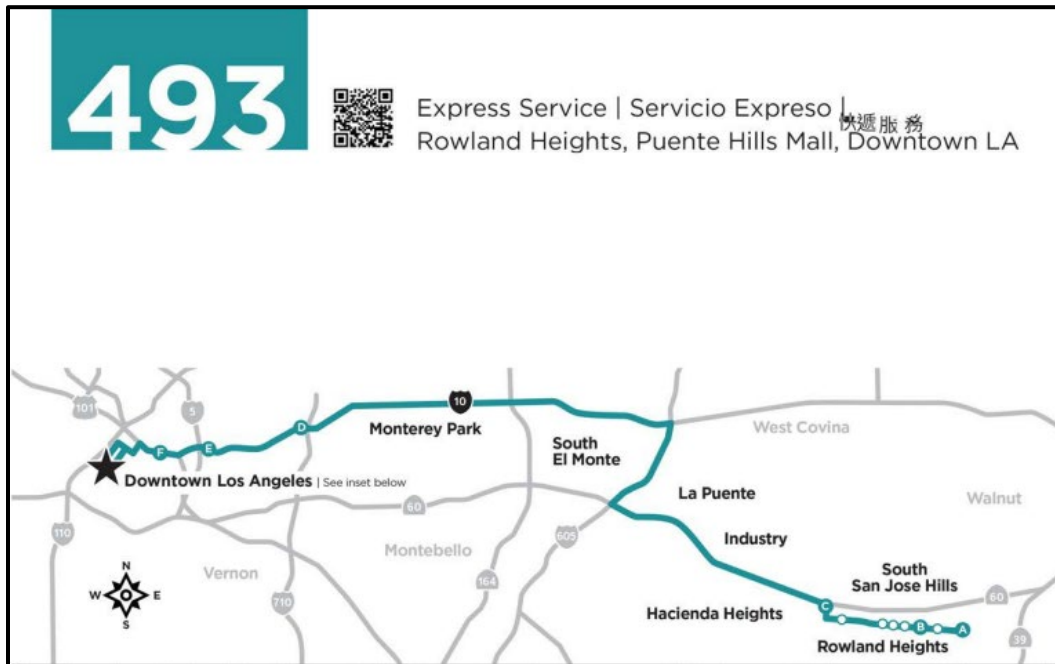 493
Express Service | Servicio Expreso | 快遞服務
Rowland Heights, Puente Hills Mall, Downtown LA
101
5
D
10
Monterey Park
West Covina
F
E
South
El Monte
Downtown Los Angeles | See inset below
La Puente
60
Walnut
110
605
Industry
Montebello
N
Vernon
W
E
S
710
164
South
San Jose Hills
60
Hacienda Heights
C
B
A
Rowland Heights
39